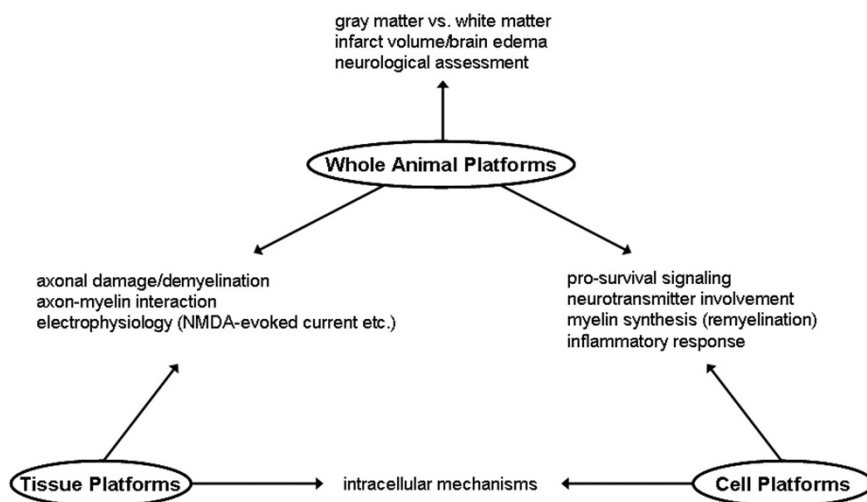 gray matter vs. white matter
infarct volume/brain edema
neurological assessment
Whole Animal Platforms
axonal damage/demyelination
axon-myelin interaction
electrophysiology (NMDA-evoked current etc.)
pro-survival signaling
neurotransmitter involvement
myelin synthesis (remyelination)
inflammatory response
Tissue Platforms
intracellular mechanisms
Cell Platforms